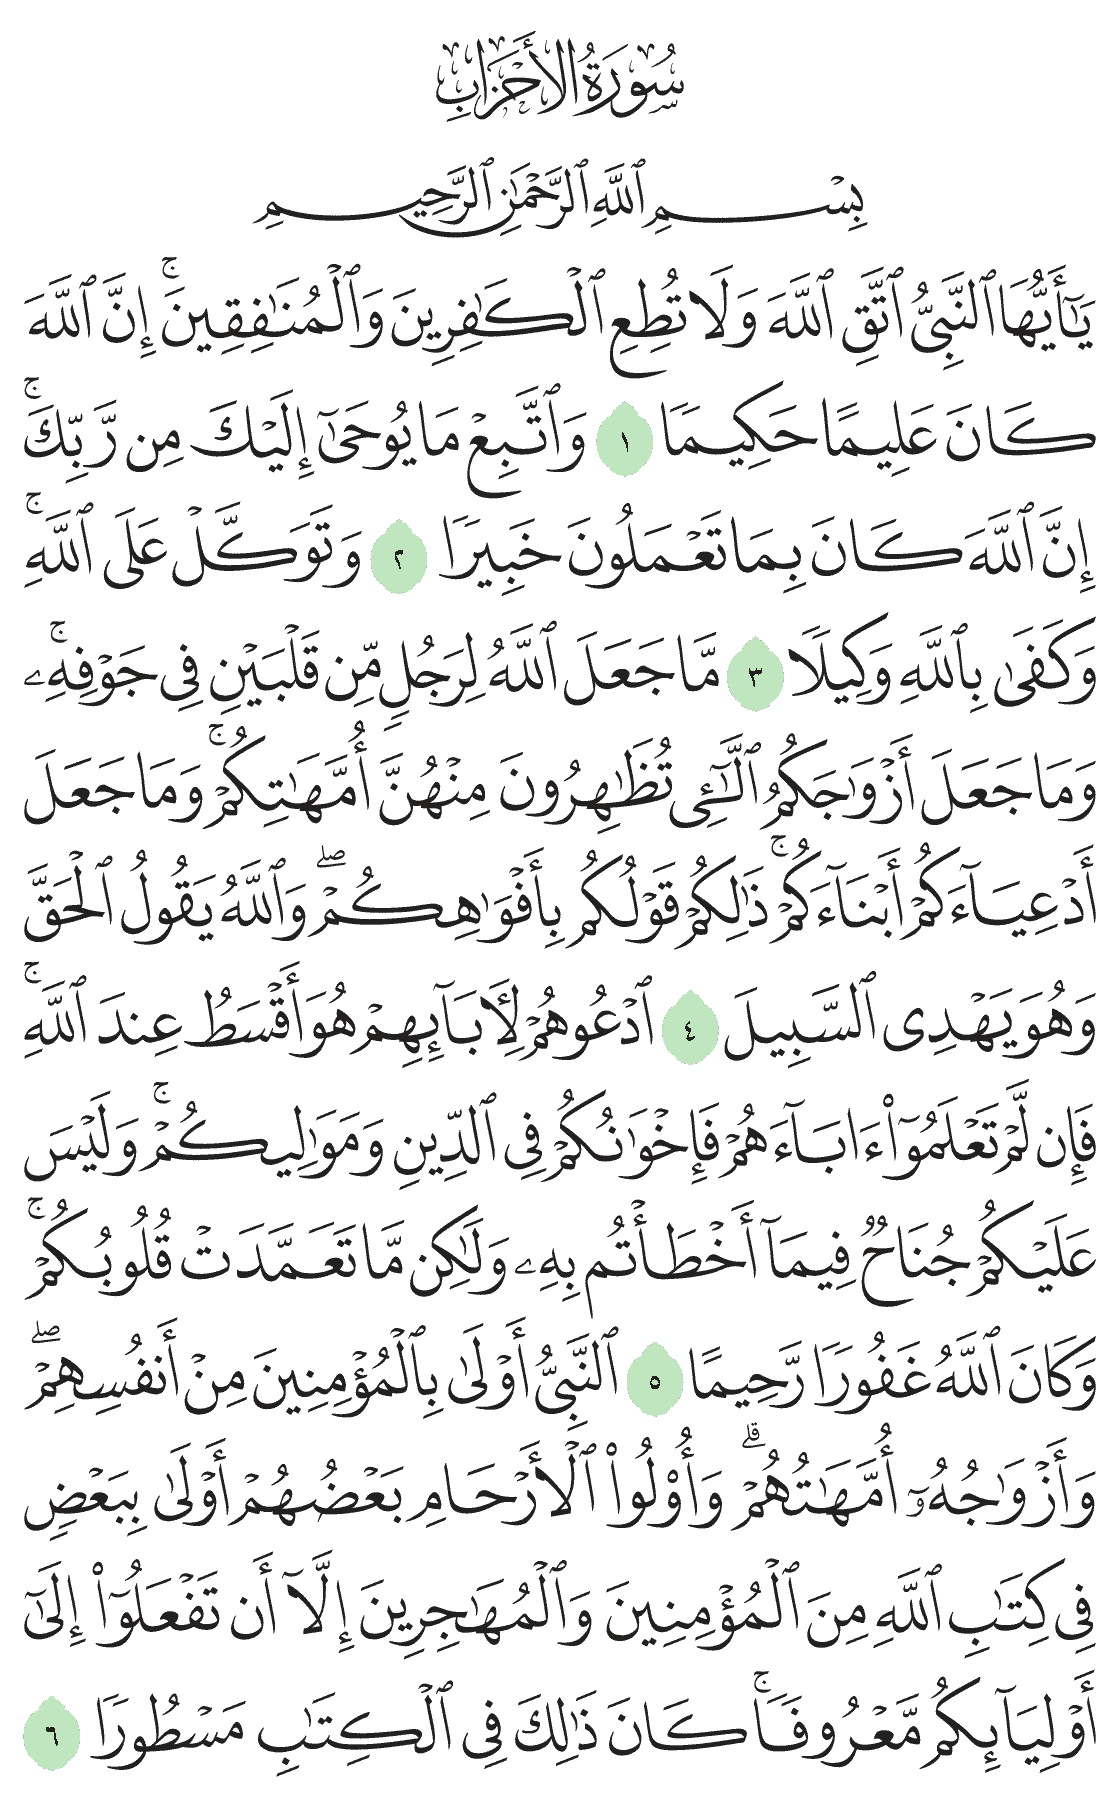 سُورَةُ الأَحْزَابِ
بِسْمِ ٱللَّهِ ٱلرَّحْمَٰنِ ٱلرَّحِيمِ
يَٰٓأَيُّهَا ٱلنَّبِىُّ ٱتَّقِ ٱللَّهَ وَلَا تُطِعِ ٱلْكَٰفِرِينَ وَٱلْمُنَٰفِقِينَ ۚ إِنَّ ٱللَّهَ
كَانَ عَلِيمًا حَكِيمًا ١ وَٱتَّبِعْ مَا يُوحَىٰٓ إِلَيْكَ مِن رَّبِّكَ ۚ
إِنَّ ٱللَّهَ كَانَ بِمَا تَعْمَلُونَ خَبِيرًا ٢ وَتَوَكَّلْ عَلَى ٱللَّهِ ۚ
وَكَفَىٰ بِٱللَّهِ وَكِيلًا ٣ مَّا جَعَلَ ٱللَّهُ لِرَجُلٍ مِّن قَلْبَيْنِ فِى جَوْفِهِۦ ۚ
وَمَا جَعَلَ أَزْوَٰجَكُمُ ٱلَّٰٓـِٔى تُظَٰهِرُونَ مِنْهُنَّ أُمَّهَٰتِكُمْ ۚ وَمَا جَعَلَ
أَدْعِيَآءَكُمْ أَبْنَآءَكُمْ ۚ ذَٰلِكُمْ قَوْلُكُم بِأَفْوَٰهِكُمْ ۖ وَٱللَّهُ يَقُولُ ٱلْحَقَّ
وَهُوَ يَهْدِى ٱلسَّبِيلَ ٤ ٱدْعُوهُمْ لِـَٔابَآئِهِمْ هُوَ أَقْسَطُ عِندَ ٱللَّهِ ۚ
فَإِن لَّمْ تَعْلَمُوٓا۟ ءَابَآءَهُمْ فَإِخْوَٰنُكُمْ فِى ٱلدِّينِ وَمَوَٰلِيكُمْ ۚ وَلَيْسَ
عَلَيْكُمْ جُنَاحٌ فِيمَآ أَخْطَأْتُم بِهِۦ وَلَٰكِن مَّا تَعَمَّدَتْ قُلُوبُكُمْ ۚ
وَكَانَ ٱللَّهُ غَفُورًا رَّحِيمًا ٥ ٱلنَّبِىُّ أَوْلَىٰ بِٱلْمُؤْمِنِينَ مِنْ أَنفُسِهِمْ ۖ
وَأَزْوَٰجُهُۥٓ أُمَّهَٰتُهُمْ ۗ وَأُو۟لُوا۟ ٱلْأَرْحَامِ بَعْضُهُمْ أَوْلَىٰ بِبَعْضٍ
فِى كِتَٰبِ ٱللَّهِ مِنَ ٱلْمُؤْمِنِينَ وَٱلْمُهَٰجِرِينَ إِلَّآ أَن تَفْعَلُوٓا۟ إِلَىٰٓ
أَوْلِيَآئِكُم مَّعْرُوفًا ۚ كَانَ ذَٰلِكَ فِى ٱلْكِتَٰبِ مَسْطُورًا ٦